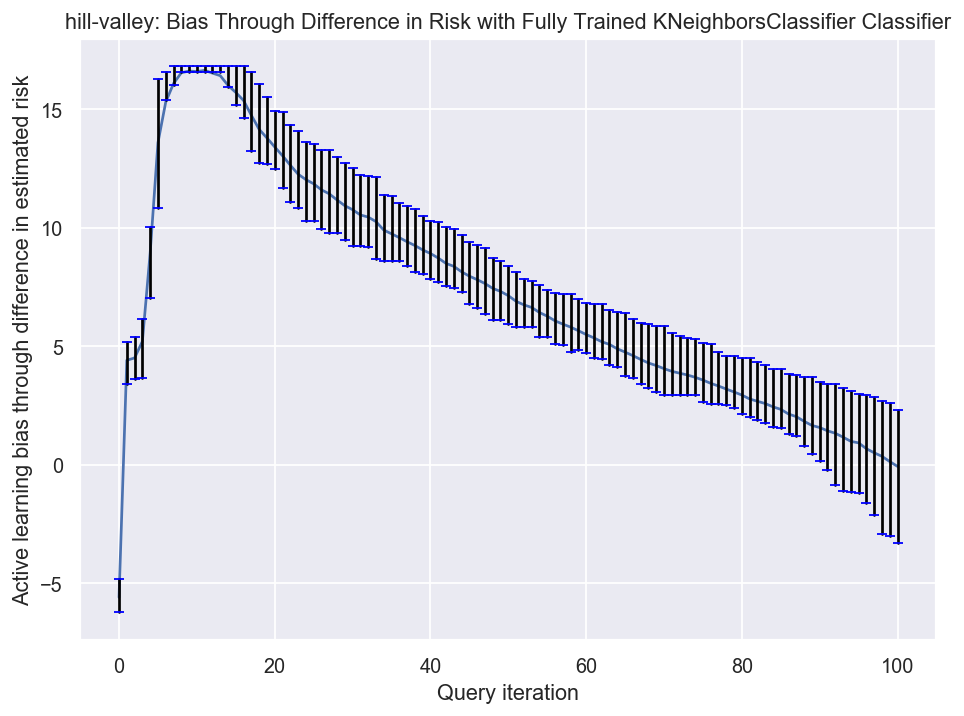 hill-valley: Bias Through Difference in Risk with Fully Trained KNeighborsClassifier Classifier
Active learning bias through difference in estimated risk
15
10
5
0
−5
0 20 40 60 80 100
Query iteration